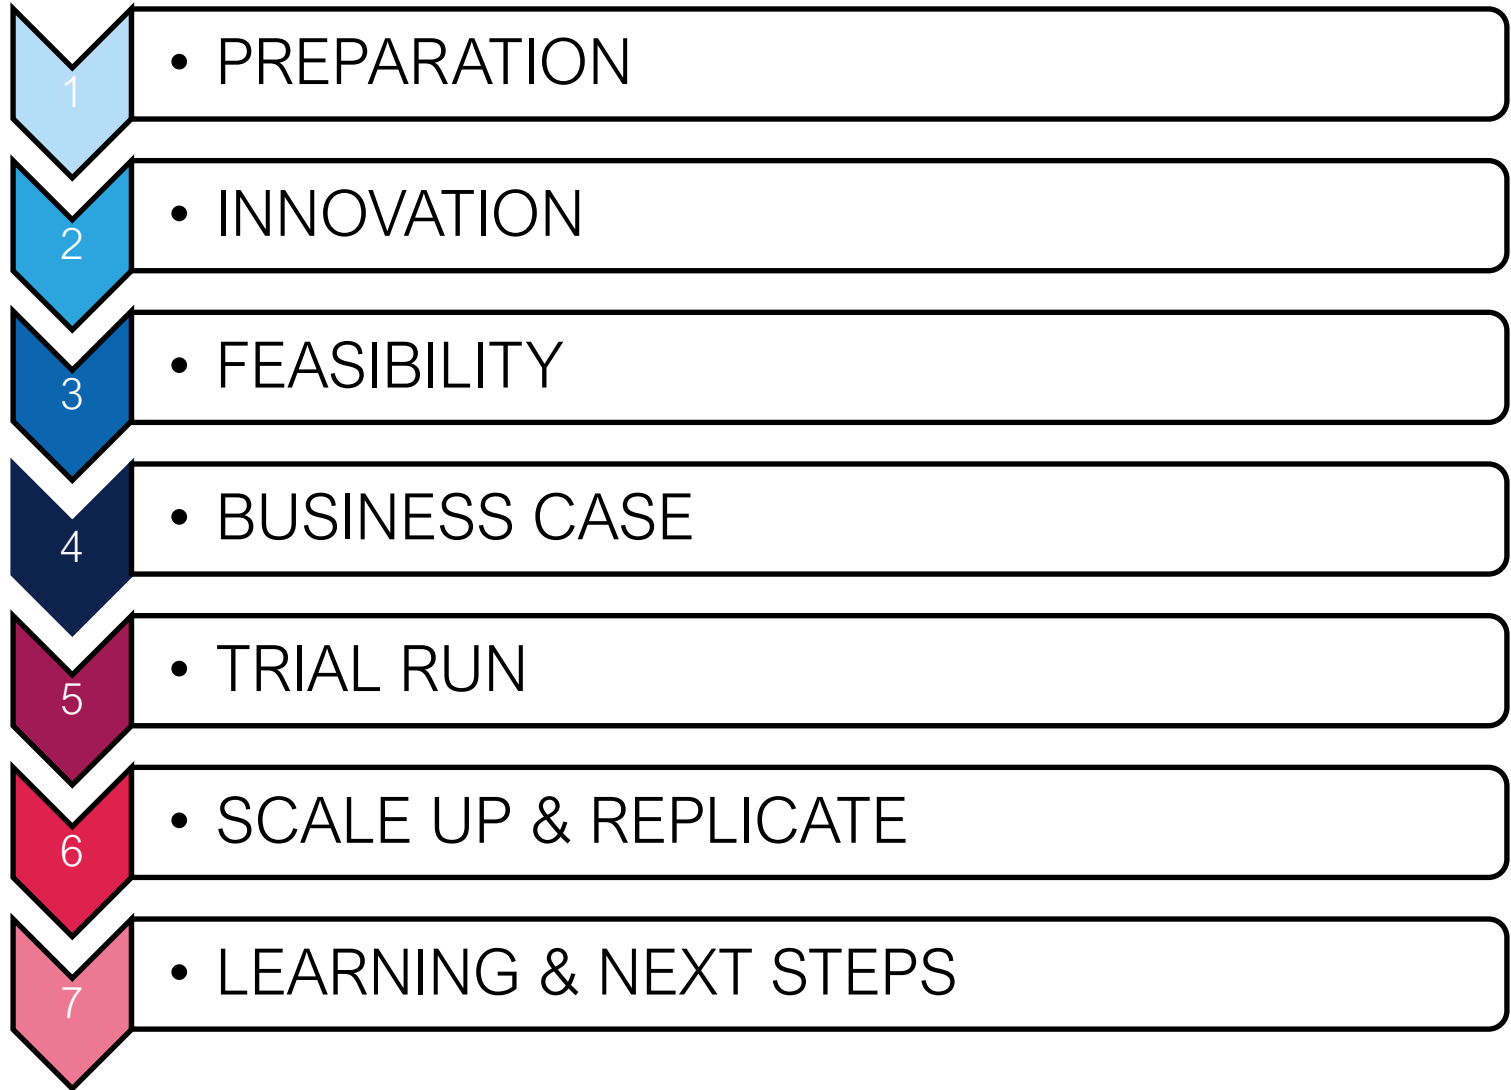 1
• PREPARATION
2
• INNOVATION
3
• FEASIBILITY
4
• BUSINESS CASE
5
• TRIAL RUN
6
• SCALE UP & REPLICATE
7
• LEARNING & NEXT STEPS